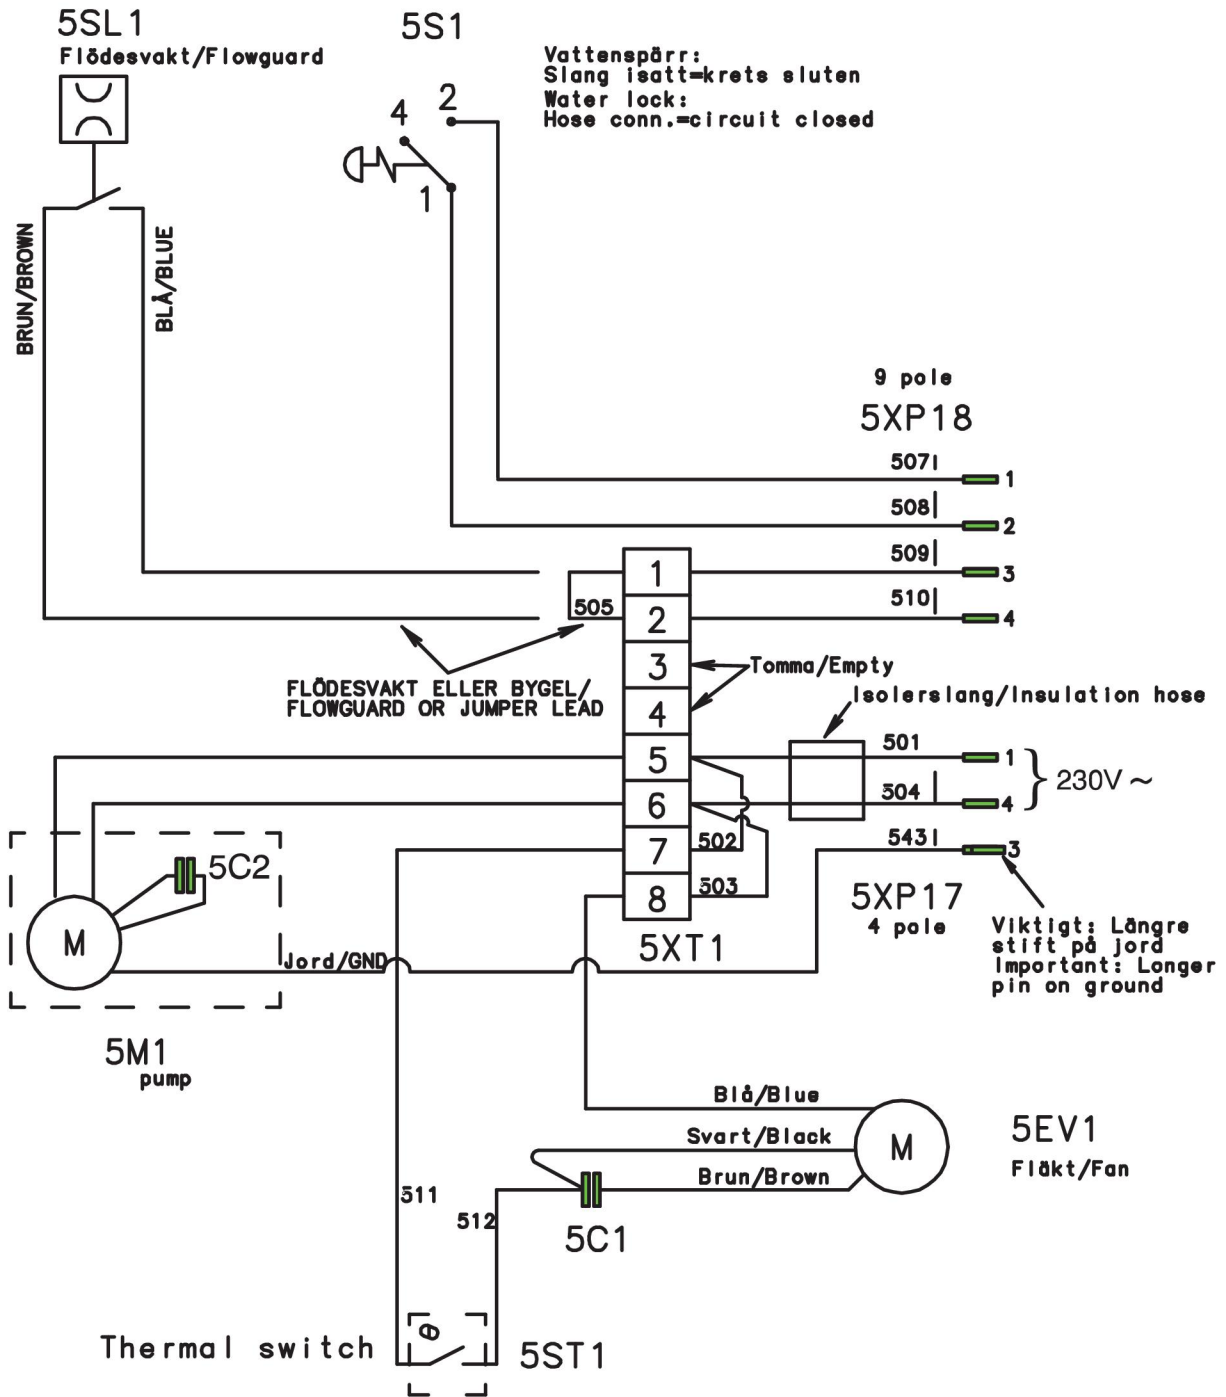 5SL1
Flödesvakt/Flowguard
5S1
Vattenspärr:
Slang isatt=krets sluten
Water lock:
Hose conn.=circuit closed
4
2
1
BRUN/BROWN
BLÅ/BLUE
9 pole
5XP18
507
1
508
2
509
3
510
4
505
1
2
3
4
5
6
7
8
5XT1
FLÖDESVAKT ELLER BYGEL/
FLOWGUARD OR JUMPER LEAD
Tomma/Empty
Isolerslang/Insulation hose
501
1
504
4
230V ~
502
503
543
3
5XP17
4 pole
Viktigt: Längre
stift på jord
Important: Longer
pin on ground
5C2
M
Jord/GND
5M1
pump
Blå/Blue
Svart/Black
Brun/Brown
M
5EV1
Fläkt/Fan
511
512
5C1
Thermal switch
θ
5ST1